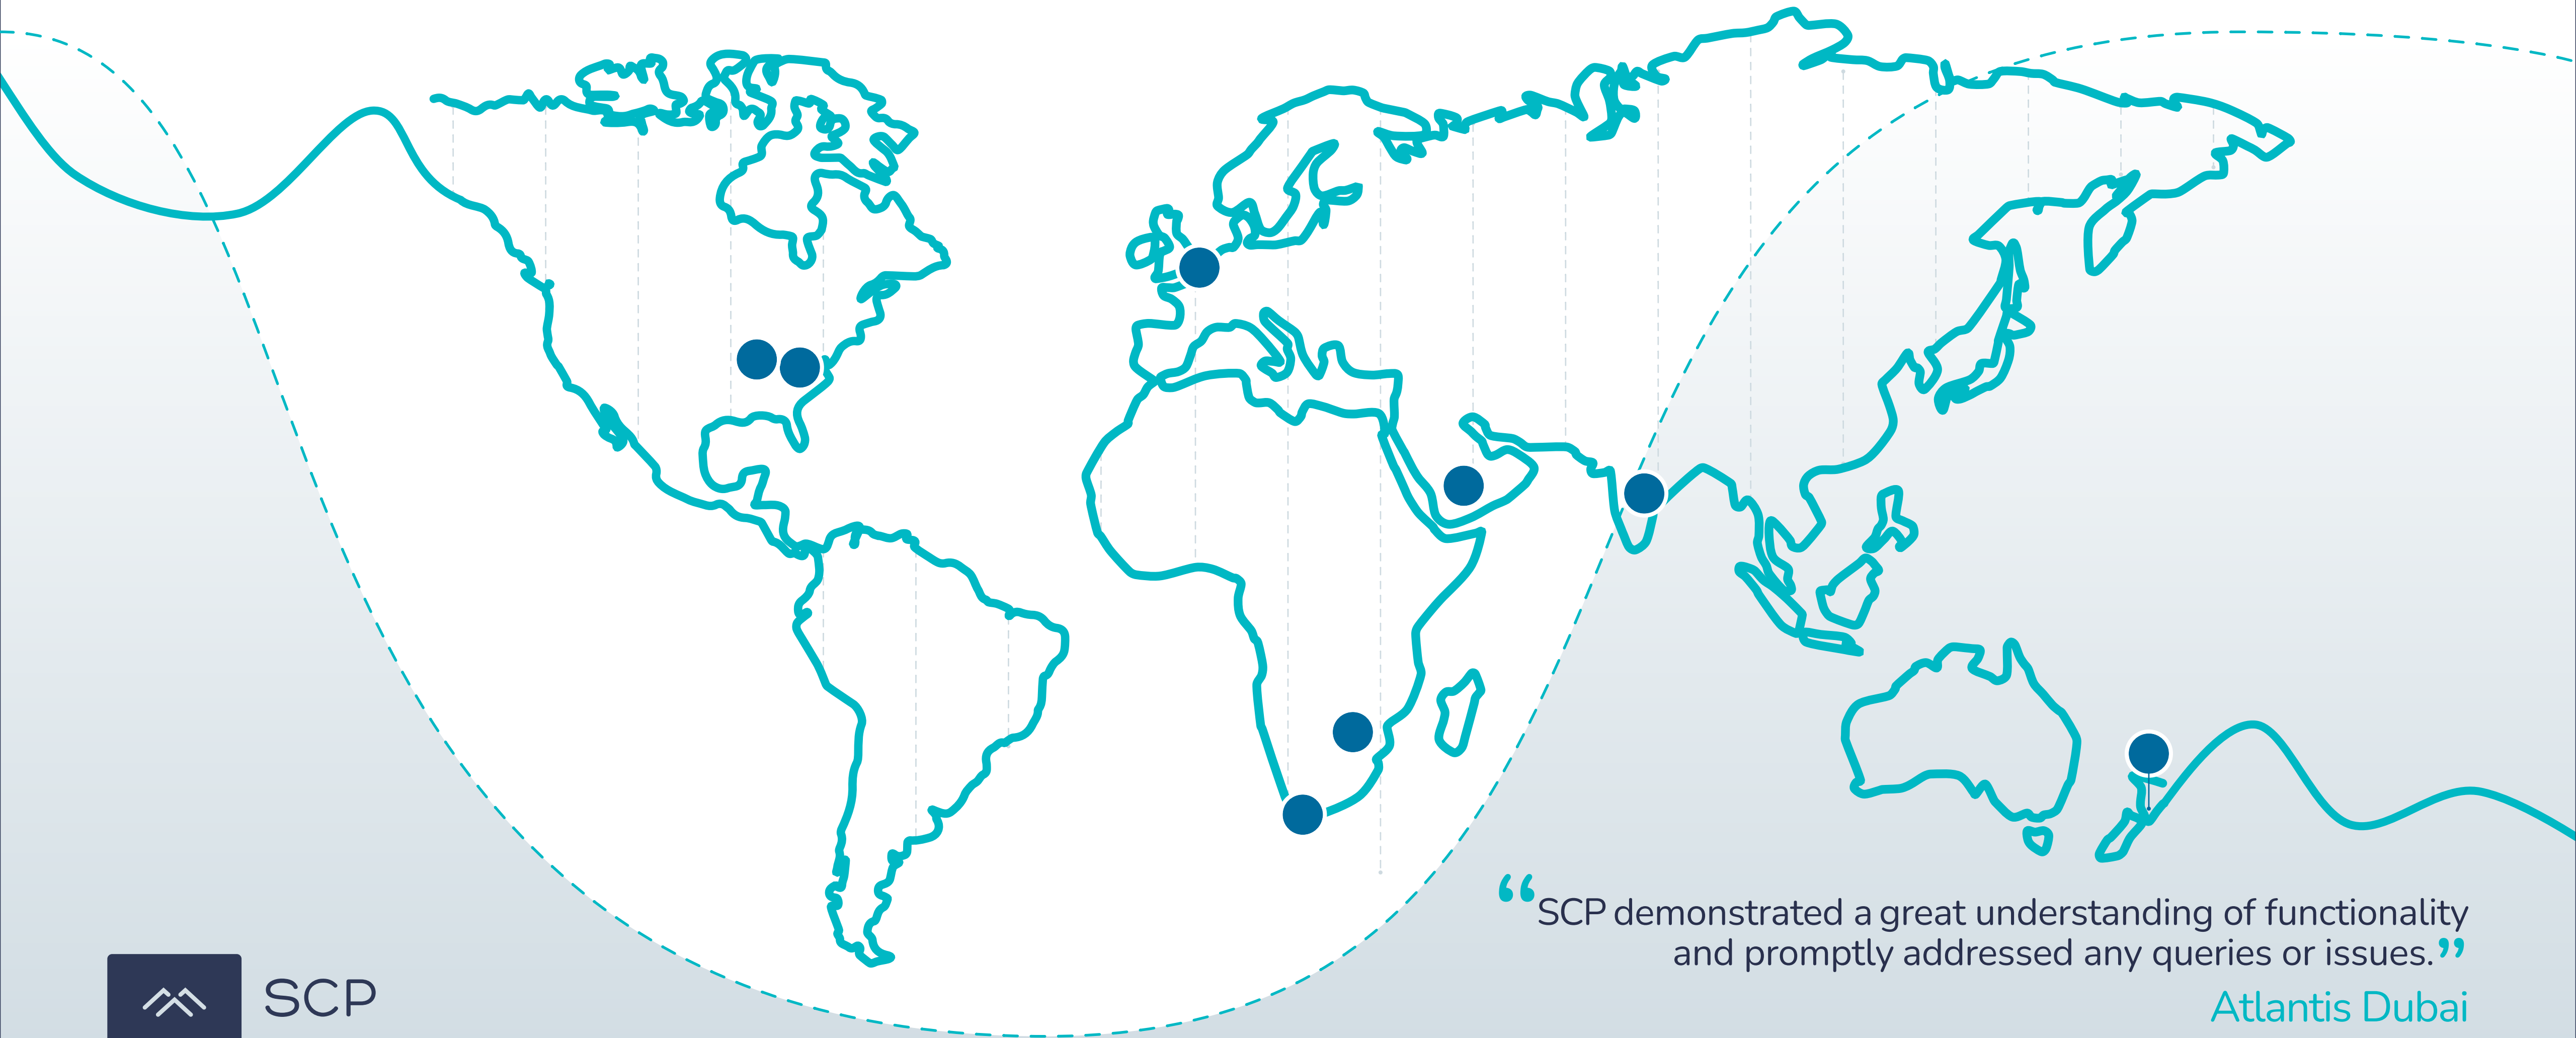 “SCP demonstrated a great understanding of functionality
and promptly addressed any queries or issues.”
Atlantis Dubai
SCP